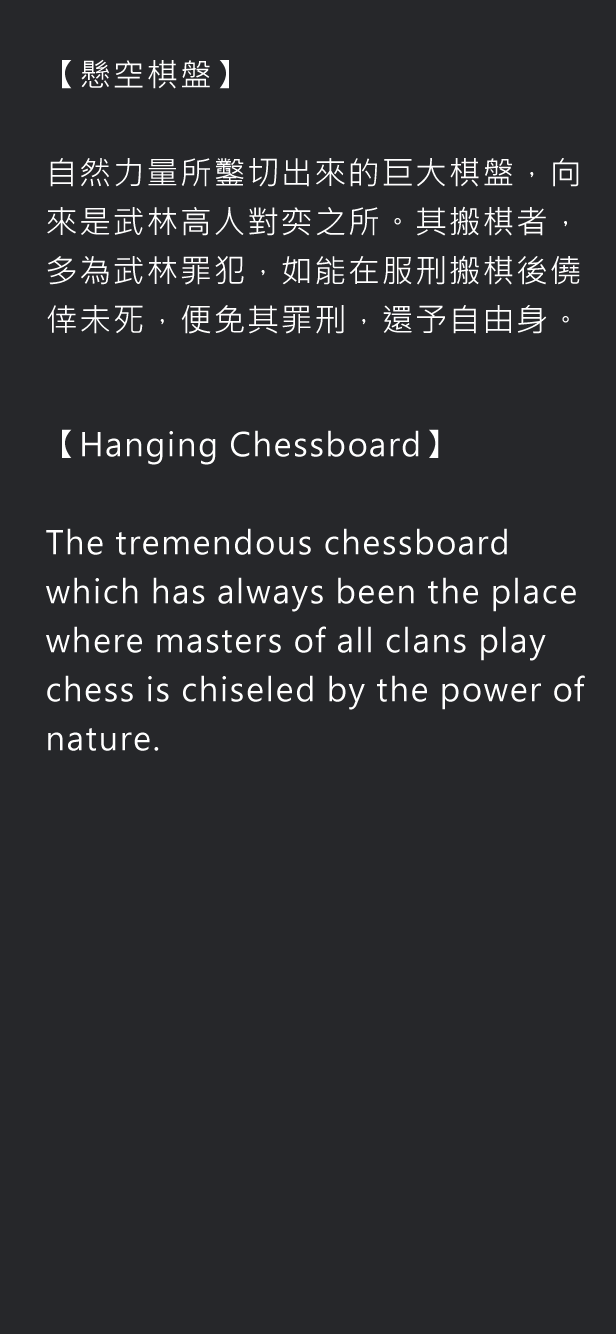 【懸空棋盤】
自然力量所鑿切出來的巨大棋盤，向
來是武林高人對奕之所。其搬棋者，
多為武林罪犯，如能在服刑搬棋後僥
倖未死，便免其罪刑，還予自由身。
【Hanging Chessboard】
The tremendous chessboard
which has always been the place
where masters of all clans play
chess is chiseled by the power of
nature.